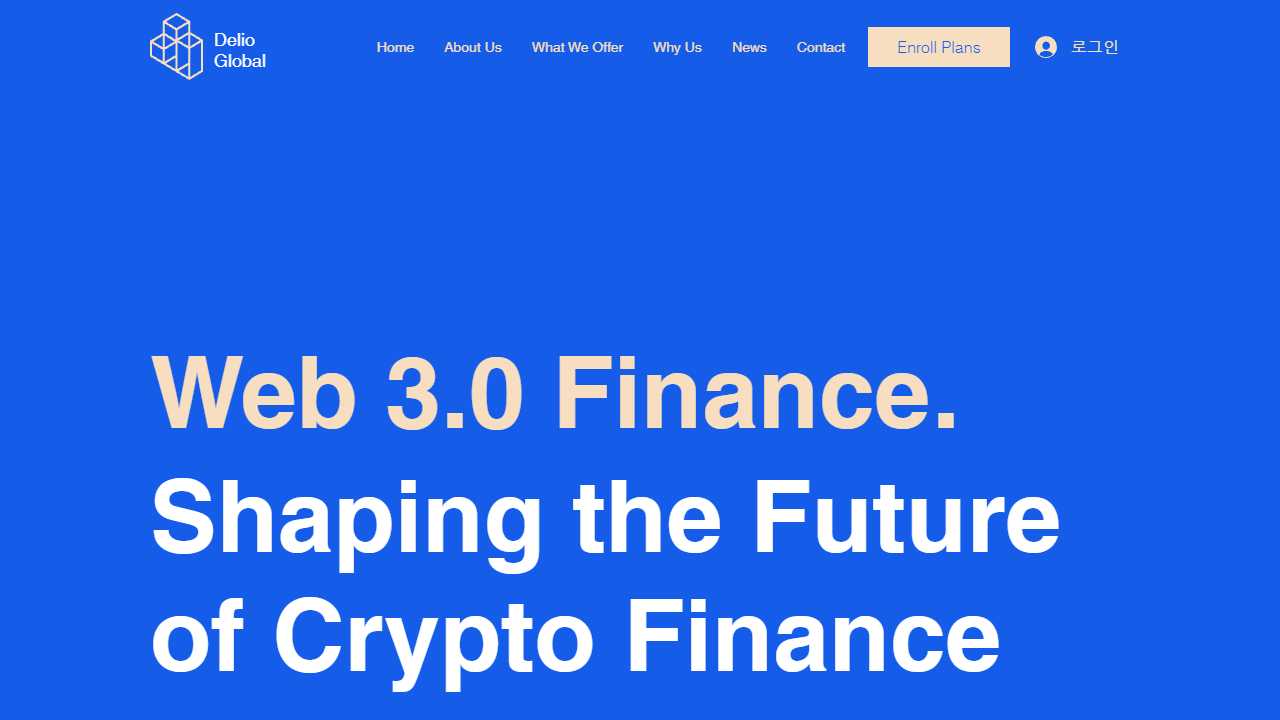 Delio
Global
Home
About Us
What We Offer
Why Us
News
Contact
Enroll Plans
로그인
Web 3.0 Finance.
Shaping the Future
of Crypto Finance